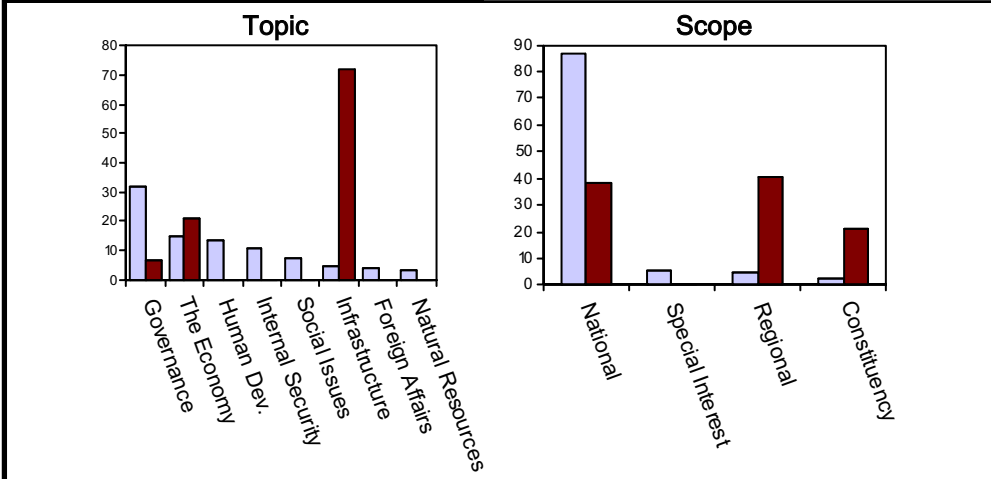 Topic
80
70
60
50
40
30
20
10
0
Governance
The Economy
Human Dev.
Internal Security
Social Issues
Infrastructure
Foreign Affairs
Natural Resources
Scope
90
80
70
60
50
40
30
20
10
0
National
Special Interest
Regional
Constituency